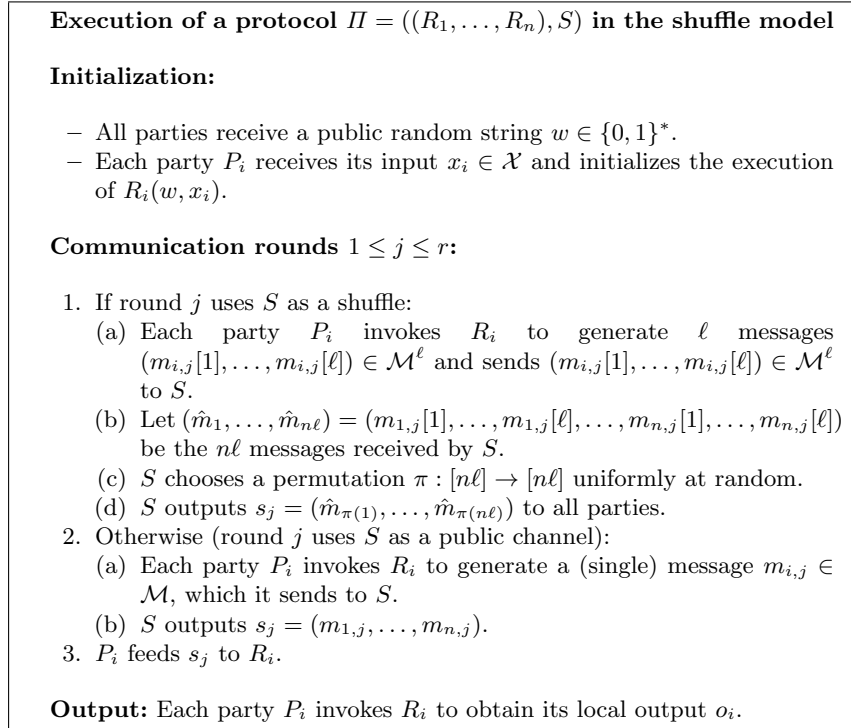 Execution of a protocol Π = ((R₁, . . . , Rₙ), S) in the shuffle model
Initialization:
– All parties receive a public random string w ∈ {0, 1}*.
– Each party Pᵢ receives its input xᵢ ∈ 𝒳 and initializes the execution
of Rᵢ(w, xᵢ).
Communication rounds 1 ≤ j ≤ r:
1. If round j uses S as a shuffle:
(a) Each party Pᵢ invokes Rᵢ to generate ℓ messages
(mᵢ,ⱼ[1], . . . , mᵢ,ⱼ[ℓ]) ∈ ℳ^ℓ and sends (mᵢ,ⱼ[1], . . . , mᵢ,ⱼ[ℓ]) ∈ ℳ^ℓ
to S.
(b) Let (m̂₁, . . . , m̂ₙℓ) = (m₁,ⱼ[1], . . . , m₁,ⱼ[ℓ], . . . , mₙ,ⱼ[1], . . . , mₙ,ⱼ[ℓ])
be the nℓ messages received by S.
(c) S chooses a permutation π : [nℓ] → [nℓ] uniformly at random.
(d) S outputs sⱼ = (m̂_π(1), . . . , m̂_π(nℓ)) to all parties.
2. Otherwise (round j uses S as a public channel):
(a) Each party Pᵢ invokes Rᵢ to generate a (single) message mᵢ,ⱼ ∈
ℳ, which it sends to S.
(b) S outputs sⱼ = (m₁,ⱼ, . . . , mₙ,ⱼ).
3. Pᵢ feeds sⱼ to Rᵢ.
Output: Each party Pᵢ invokes Rᵢ to obtain its local output oᵢ.